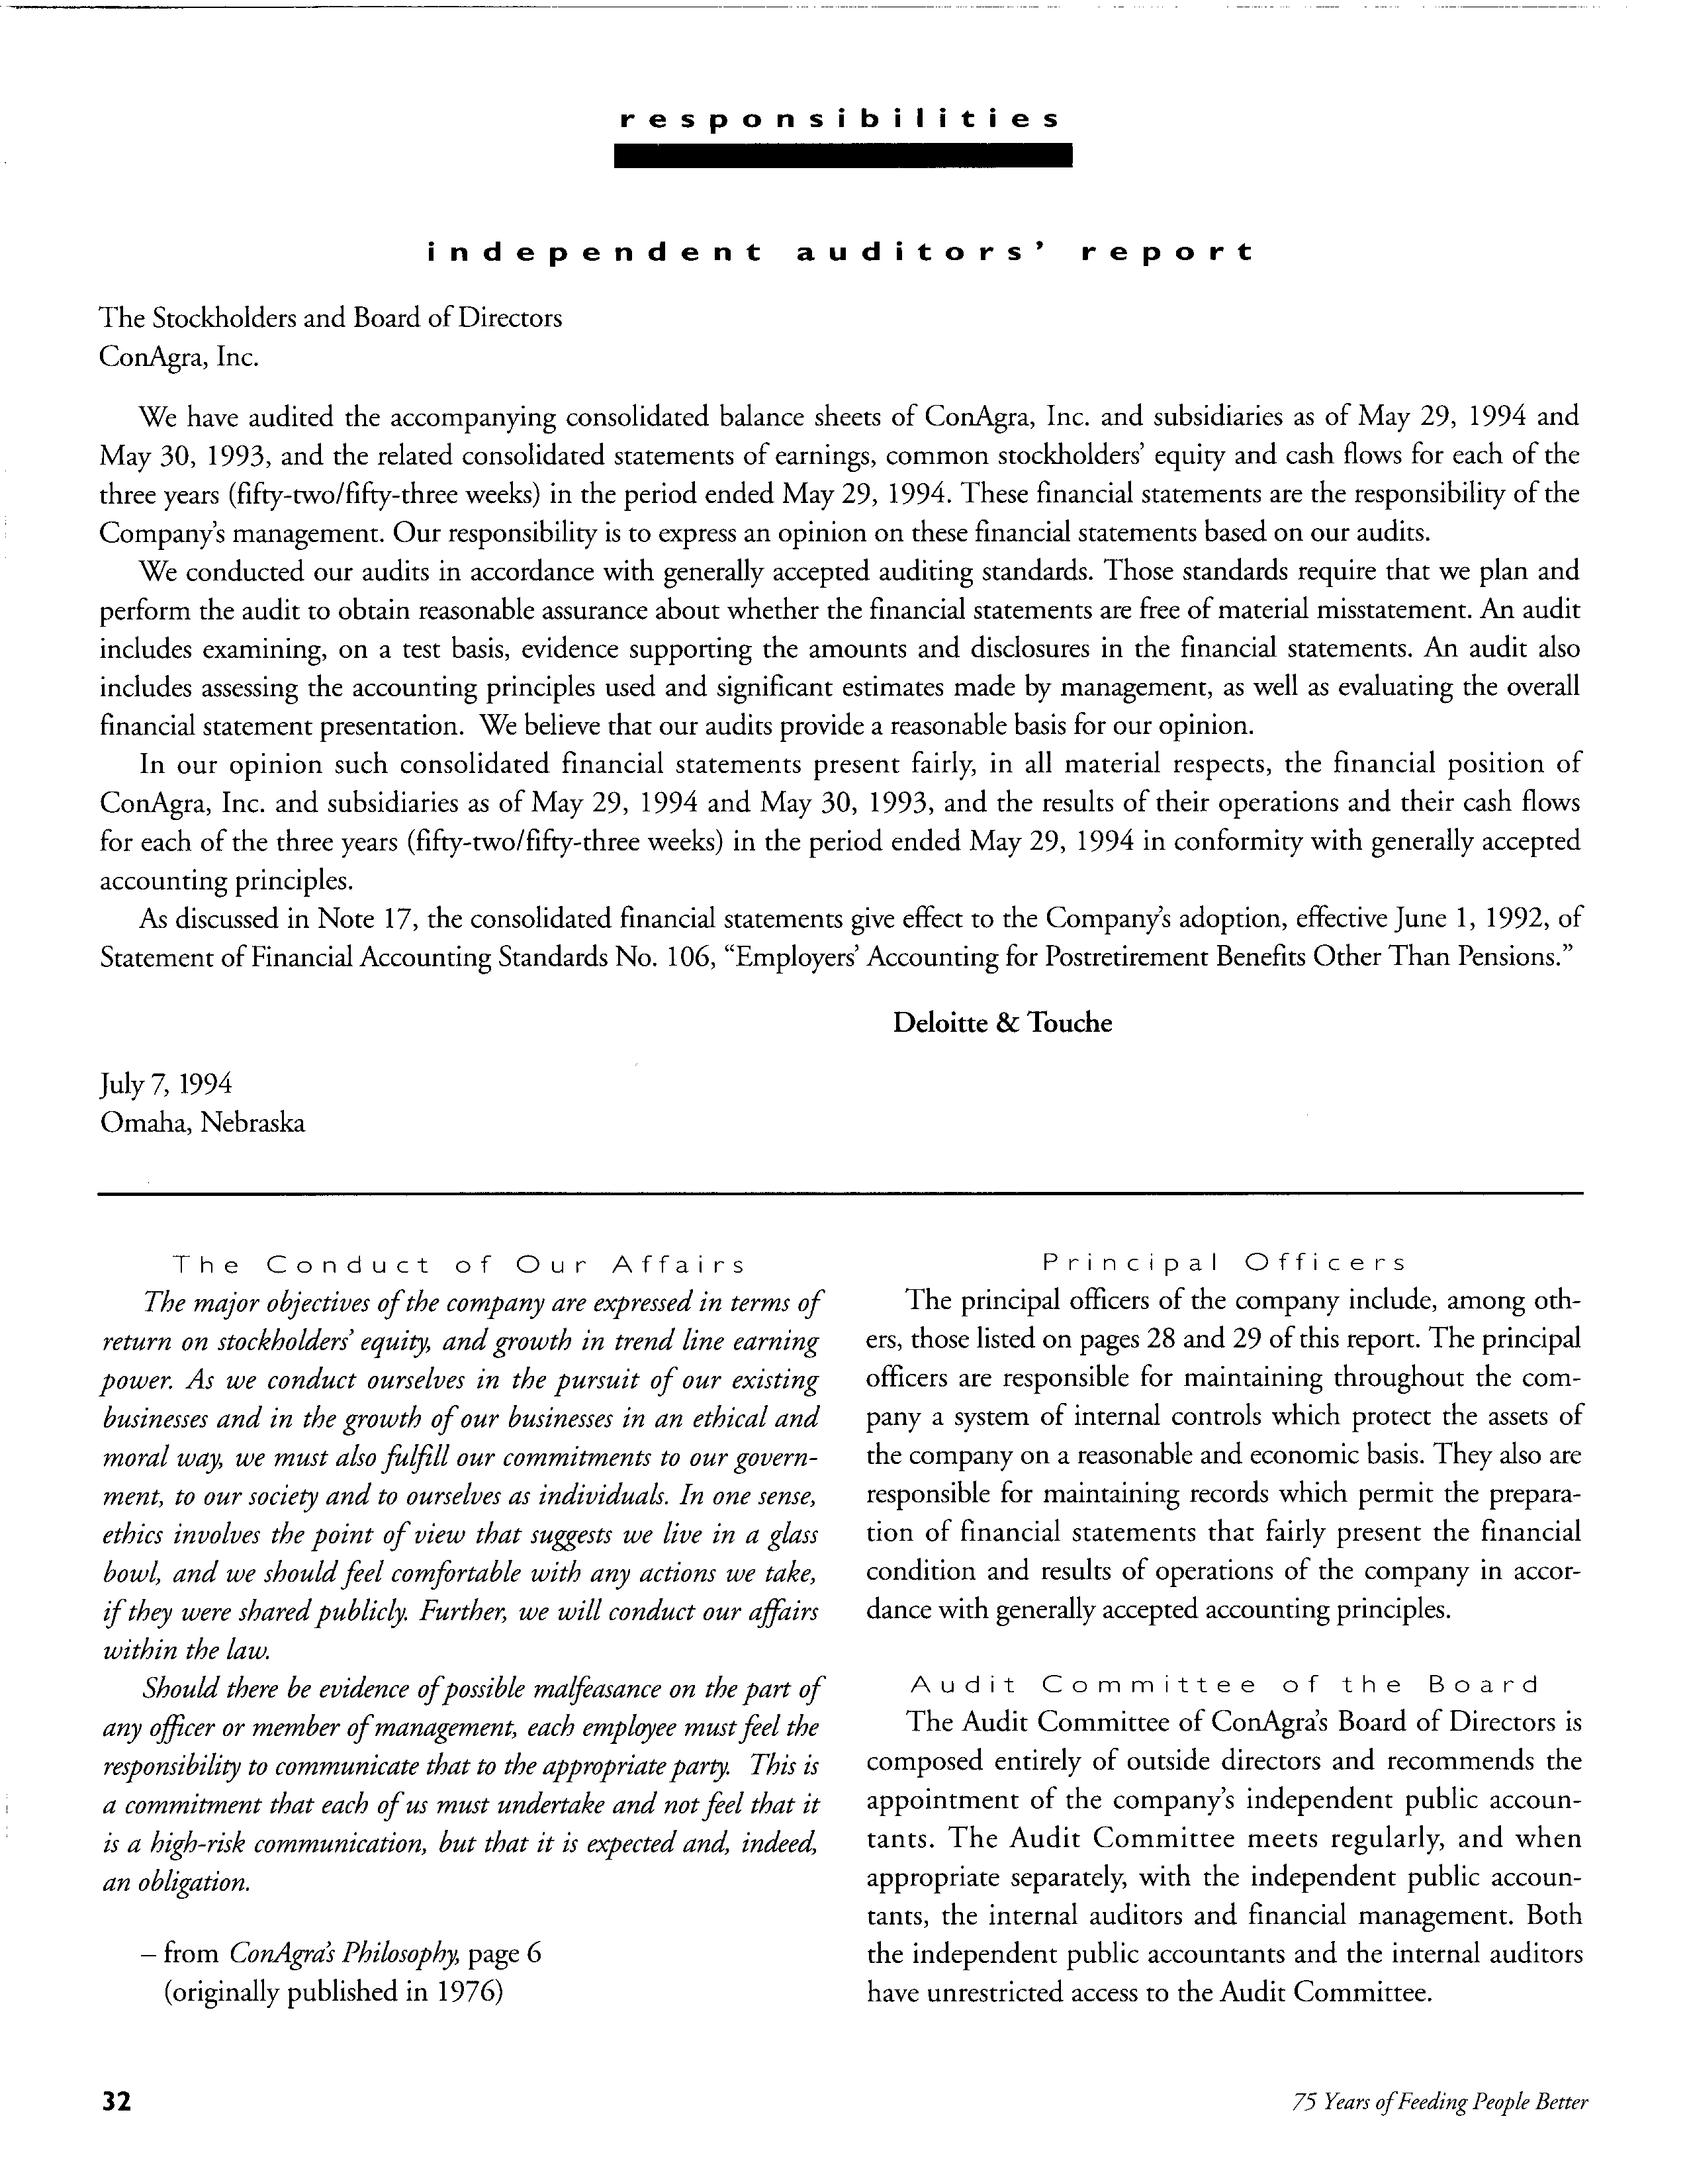 responsibilities
independent auditors' report
The Stockholders and Board of Directors
ConAgra, Inc.
We have audited the accompanying consolidated balance sheets of ConAgra, Inc. and subsidiaries as of May 29, 1994 and
May 30, 1993, and the related consolidated statements of earnings, common stockholders' equity and cash flows for each of the
three years (fifty-two/fifty-three weeks) in the period ended May 29, 1994. These financial statements are the responsibility of the
Company's management. Our responsibility is to express an opinion on these financial statements based on our audits.
We conducted our audits in accordance with generally accepted auditing standards. Those standards require that we plan and
perform the audit to obtain reasonable assurance about whether the financial statements are free of material misstatement. An audit
includes examining, on a test basis, evidence supporting the amounts and disclosures in the financial statements. An audit also
includes assessing the accounting principles used and significant estimates made by management, as well as evaluating the overall
financial statement presentation. We believe that our audits provide a reasonable basis for our opinion.
In our opinion such consolidated financial statements present fairly, in all material respects, the financial position of
ConAgra, Inc. and subsidiaries as of May 29, 1994 and May 30, 1993, and the results of their operations and their cash flows
for each of the three years (fifty-two/fifty-three weeks) in the period ended May 29, 1994 in conformity with generally accepted
accounting principles.
As discussed in Note 17, the consolidated financial statements give effect to the Company's adoption, effective June 1, 1992, of
Statement of Financial Accounting Standards No. 106, "Employers' Accounting for Postretirement Benefits Other Than Pensions."
Deloitte & Touche
July 7, 1994
Omaha, Nebraska
The Conduct of Our Affairs
The major objectives of the company are expressed in terms of
return on stockholders' equity, and growth in trend line earning
power. As we conduct ourselves in the pursuit of our existing
businesses and in the growth of our businesses in an ethical and
moral way, we must also fulfill our commitments to our govern-
ment, to our society and to ourselves as individuals. In one sense,
ethics involves the point of view that suggests we live in a glass
bowl, and we should feel comfortable with any actions we take,
if they were shared publicly. Further, we will conduct our affairs
within the law.
Should there be evidence of possible malfeasance on the part of
any officer or member of management, each employee must feel the
responsibility to communicate that to the appropriate party. This is
a commitment that each of us must undertake and not feel that it
is a high-risk communication, but that it is expected and, indeed,
an obligation.
– from ConAgra's Philosophy, page 6
(originally published in 1976)
Principal Officers
The principal officers of the company include, among oth-
ers, those listed on pages 28 and 29 of this report. The principal
officers are responsible for maintaining throughout the com-
pany a system of internal controls which protect the assets of
the company on a reasonable and economic basis. They also are
responsible for maintaining records which permit the prepara-
tion of financial statements that fairly present the financial
condition and results of operations of the company in accor-
dance with generally accepted accounting principles.
Audit Committee of the Board
The Audit Committee of ConAgra's Board of Directors is
composed entirely of outside directors and recommends the
appointment of the company's independent public accoun-
tants. The Audit Committee meets regularly, and when
appropriate separately, with the independent public accoun-
tants, the internal auditors and financial management. Both
the independent public accountants and the internal auditors
have unrestricted access to the Audit Committee.
32
75 Years of Feeding People Better